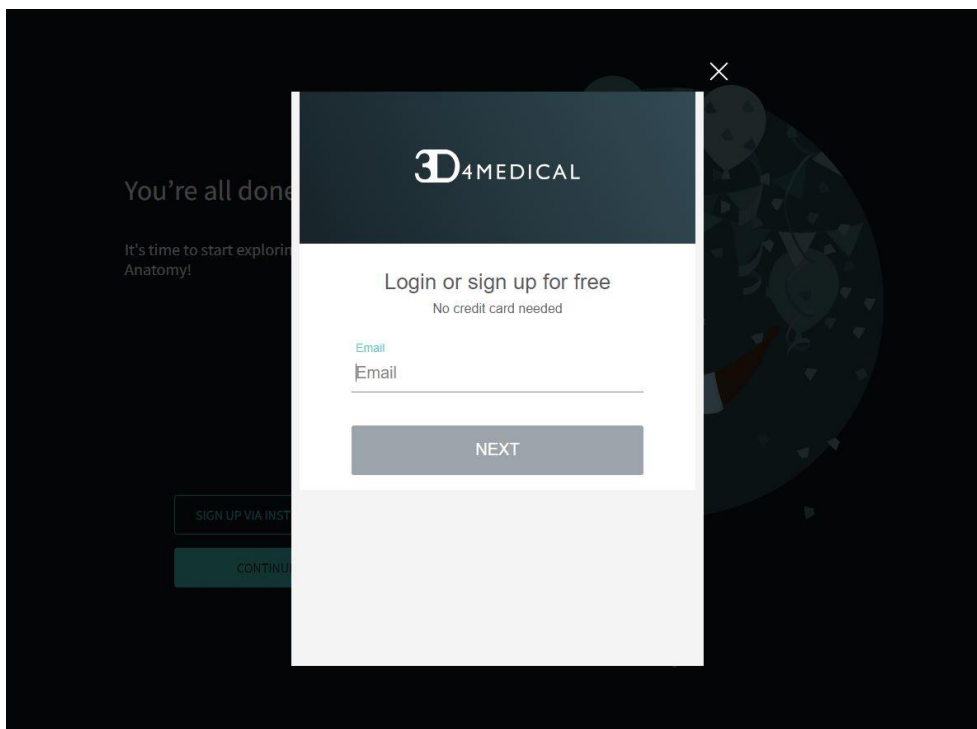 You're all done
It's time to start explorin
Anatomy!
SIGN UP VIA INST
CONTINU
3D4MEDICAL
Login or sign up for free
No credit card needed
Email
Email
NEXT